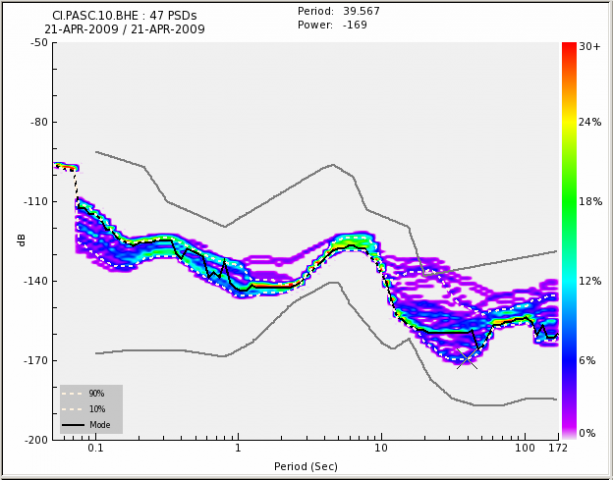 CI.PASC.10.BHE : 47 PSDs
21-APR-2009 / 21-APR-2009
Period: 39.567
Power: -169
-50
-80
-110
-140
-170
-200
dB
30+
24%
18%
12%
6%
0%
90%
10%
Mode
0.1
1
10
100
172
Period (Sec)